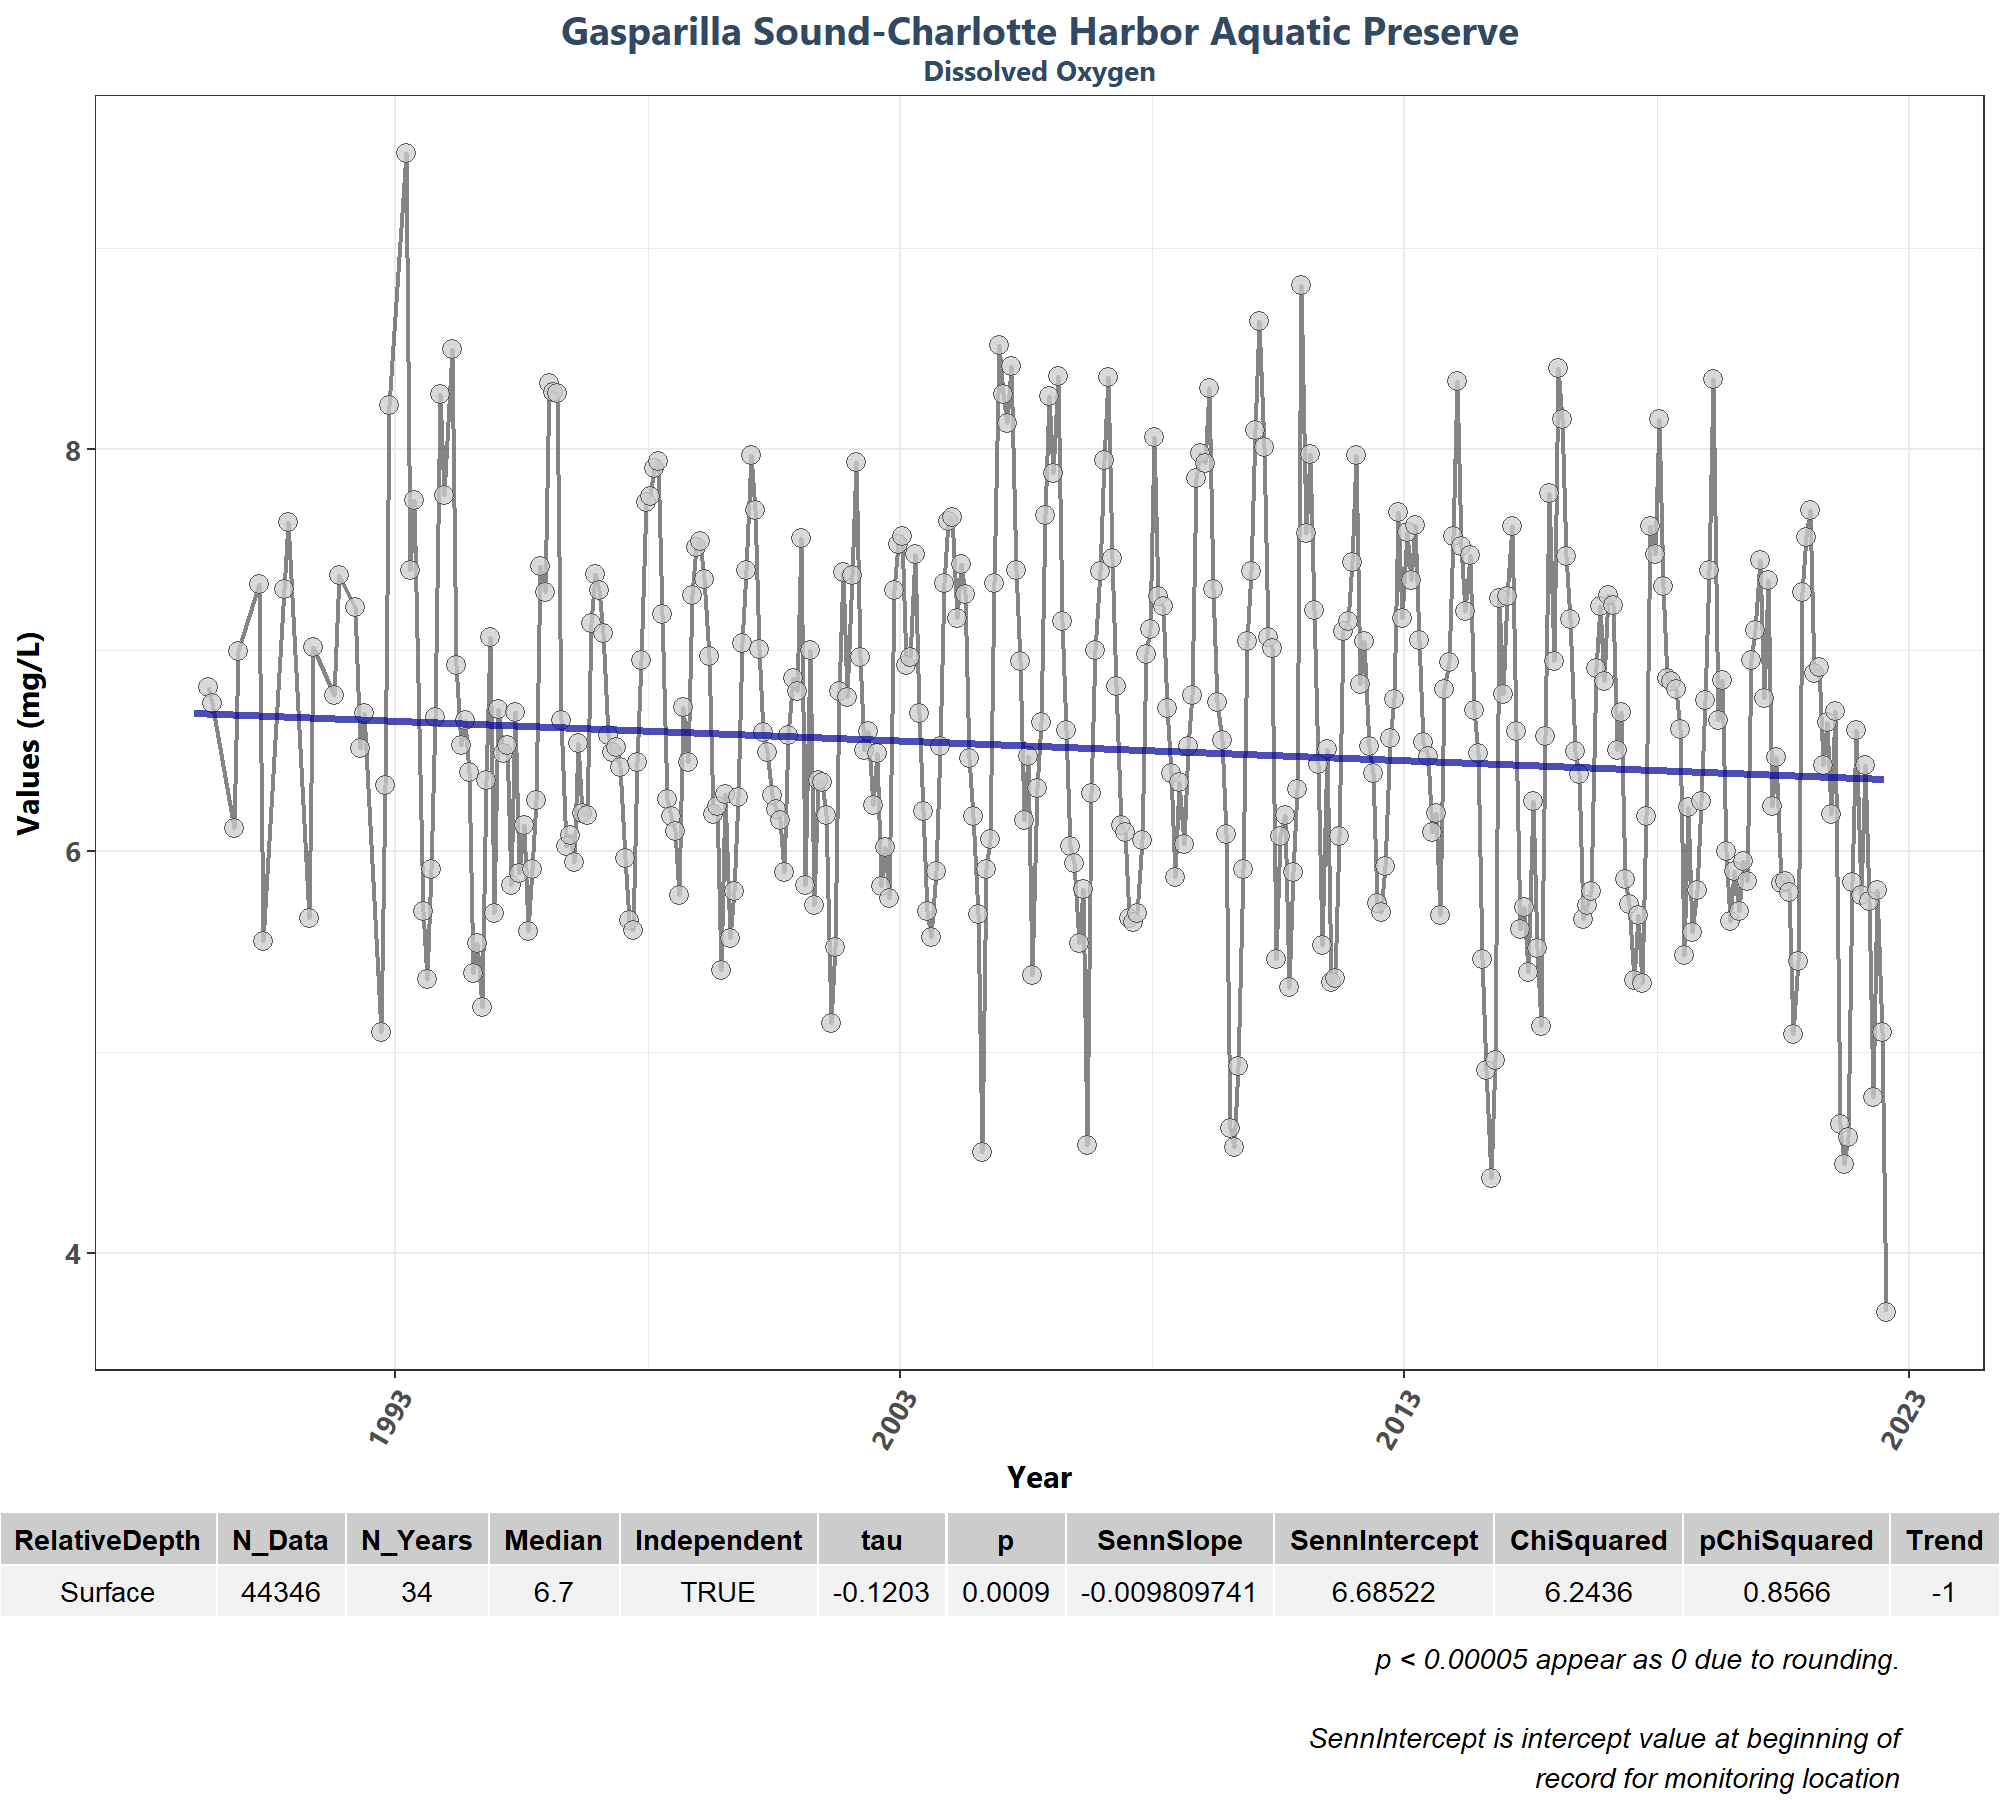 Gasparilla Sound-Charlotte Harbor Aquatic Preserve
Dissolved Oxygen
Values (mg/L)
8
6
4
1993 2003 2013 2023
Year
RelativeDepth N_Data N_Years Median Independent tau p SennSlope SennIntercept ChiSquared pChiSquared Trend
Surface 44346 34 6.7 TRUE -0.1203 0.0009 -0.009809741 6.68522 6.2436 0.8566 -1
p < 0.00005 appear as 0 due to rounding.
SennIntercept is intercept value at beginning of
record for monitoring location